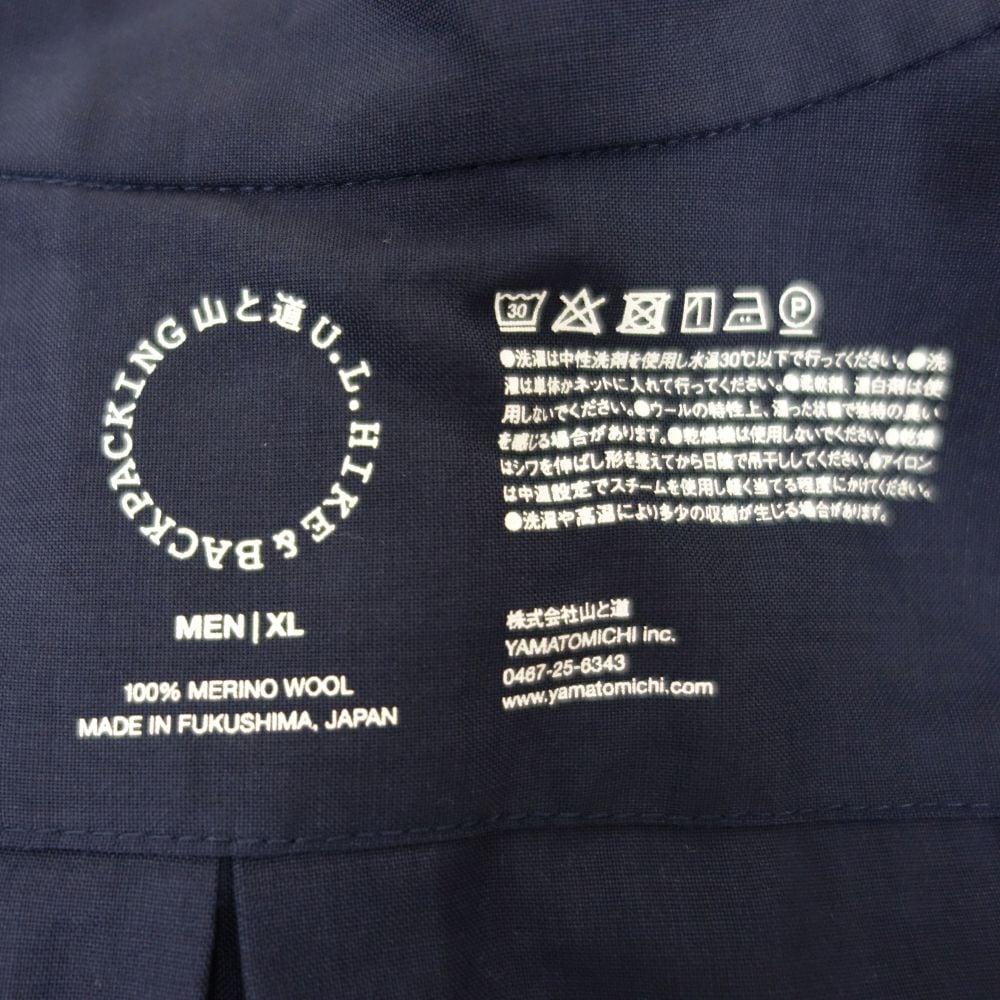 山と道 U.L. HIKE & BACKPACKING
MEN | XL
100% MERINO WOOL
MADE IN FUKUSHIMA, JAPAN
30
P
●洗濯は中性洗剤を使用し水温30℃以下で行ってください。●洗
濯は単体かネットに入れて行ってください。●柔軟剤、漂白剤は使
用しないでください。●ウールの特性上、湿った状態で独特の臭い
を感じる場合があります。●乾燥機は使用しないでください。●乾燥
はシワを伸ばし形を整えてから日陰で吊干ししてください。●アイロン
は中温設定でスチームを使用し軽く当てる程度にかけてください。
●洗濯や高温により多少の収縮が生じる場合があります。
株式会社山と道
YAMATOMICHI inc.
0467-25-6343
www.yamatomichi.com